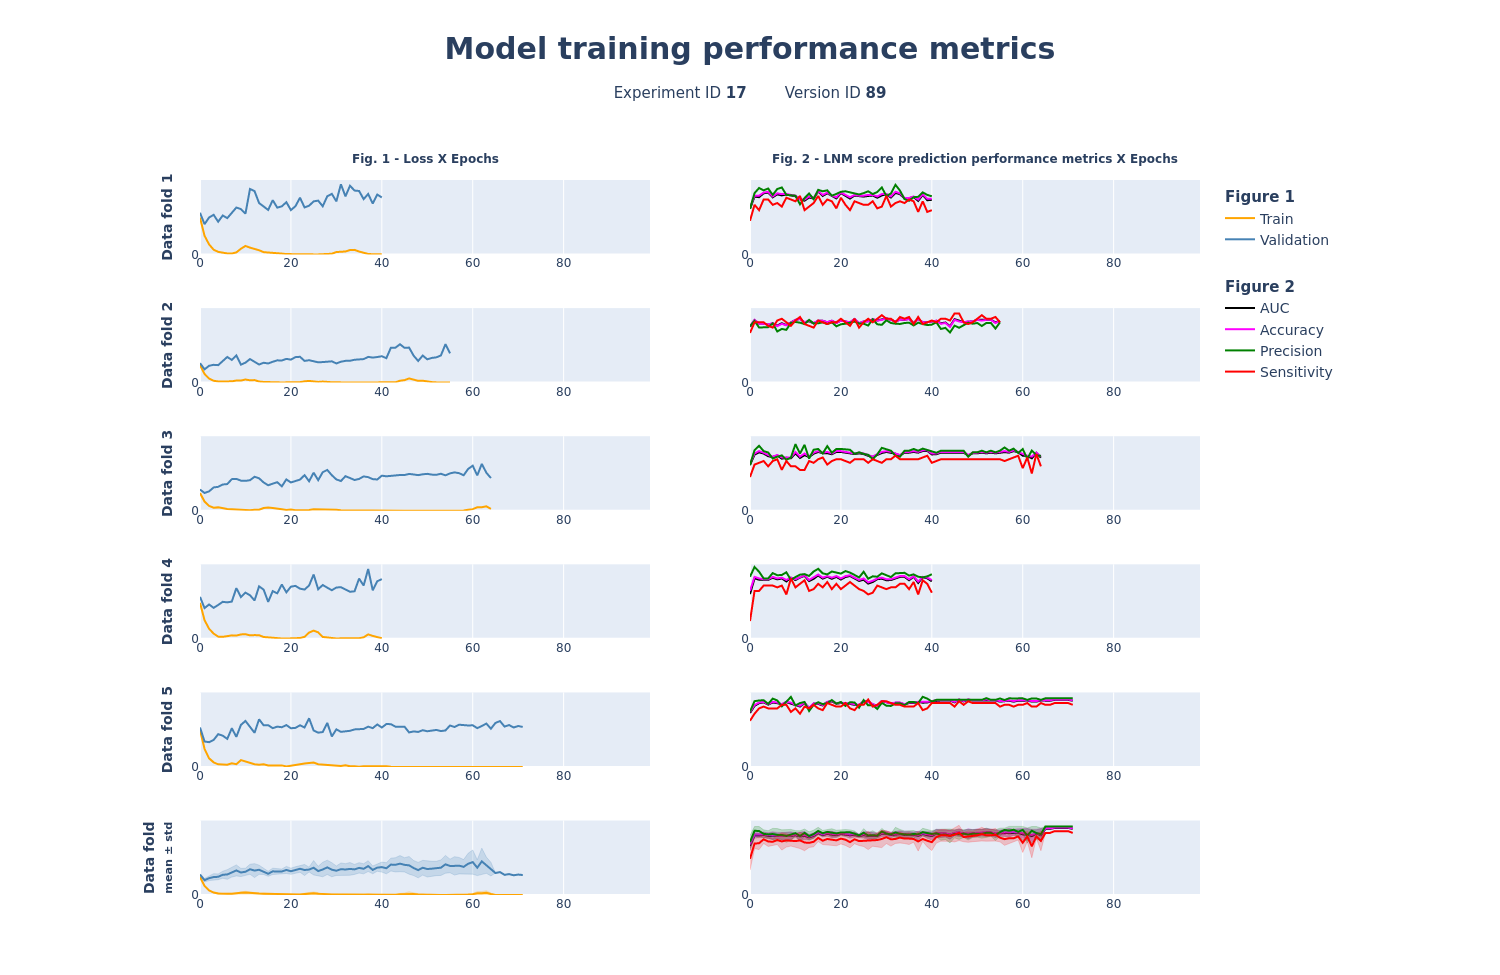 Model training performance metrics
Experiment ID 17 Version ID 89
Fig. 1 - Loss X Epochs
Fig. 2 - LNM score prediction performance metrics X Epochs
Data fold 1
0
0 20 40 60 80
0
0 20 40 60 80
Figure 1
Train
Validation
Figure 2
AUC
Accuracy
Precision
Sensitivity
Data fold 2
0
0 20 40 60 80
0
0 20 40 60 80
Data fold 3
0
0 20 40 60 80
0
0 20 40 60 80
Data fold 4
0
0 20 40 60 80
0
0 20 40 60 80
Data fold 5
0
0 20 40 60 80
0
0 20 40 60 80
Data fold
mean ± std
0
0 20 40 60 80
0
0 20 40 60 80